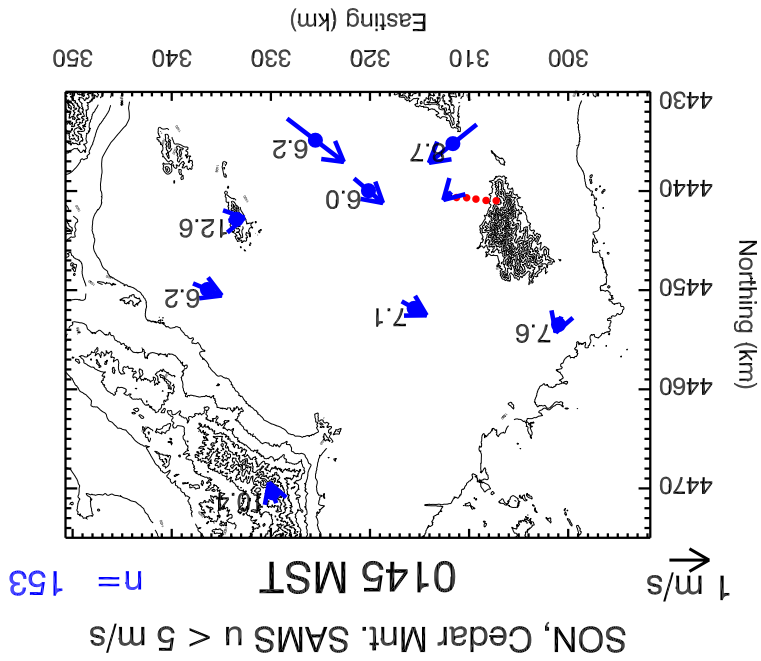 SON, Cedar Mnt. SAMS u < 5 m/s
1 m/s
0145 MST
n= 153
4470
10.4
4460
Northing (km)
7.6
7.1
6.2
4450
12.6
6.0
4440
6.2
4430
300 310 320 330 340 350
Easting (km)